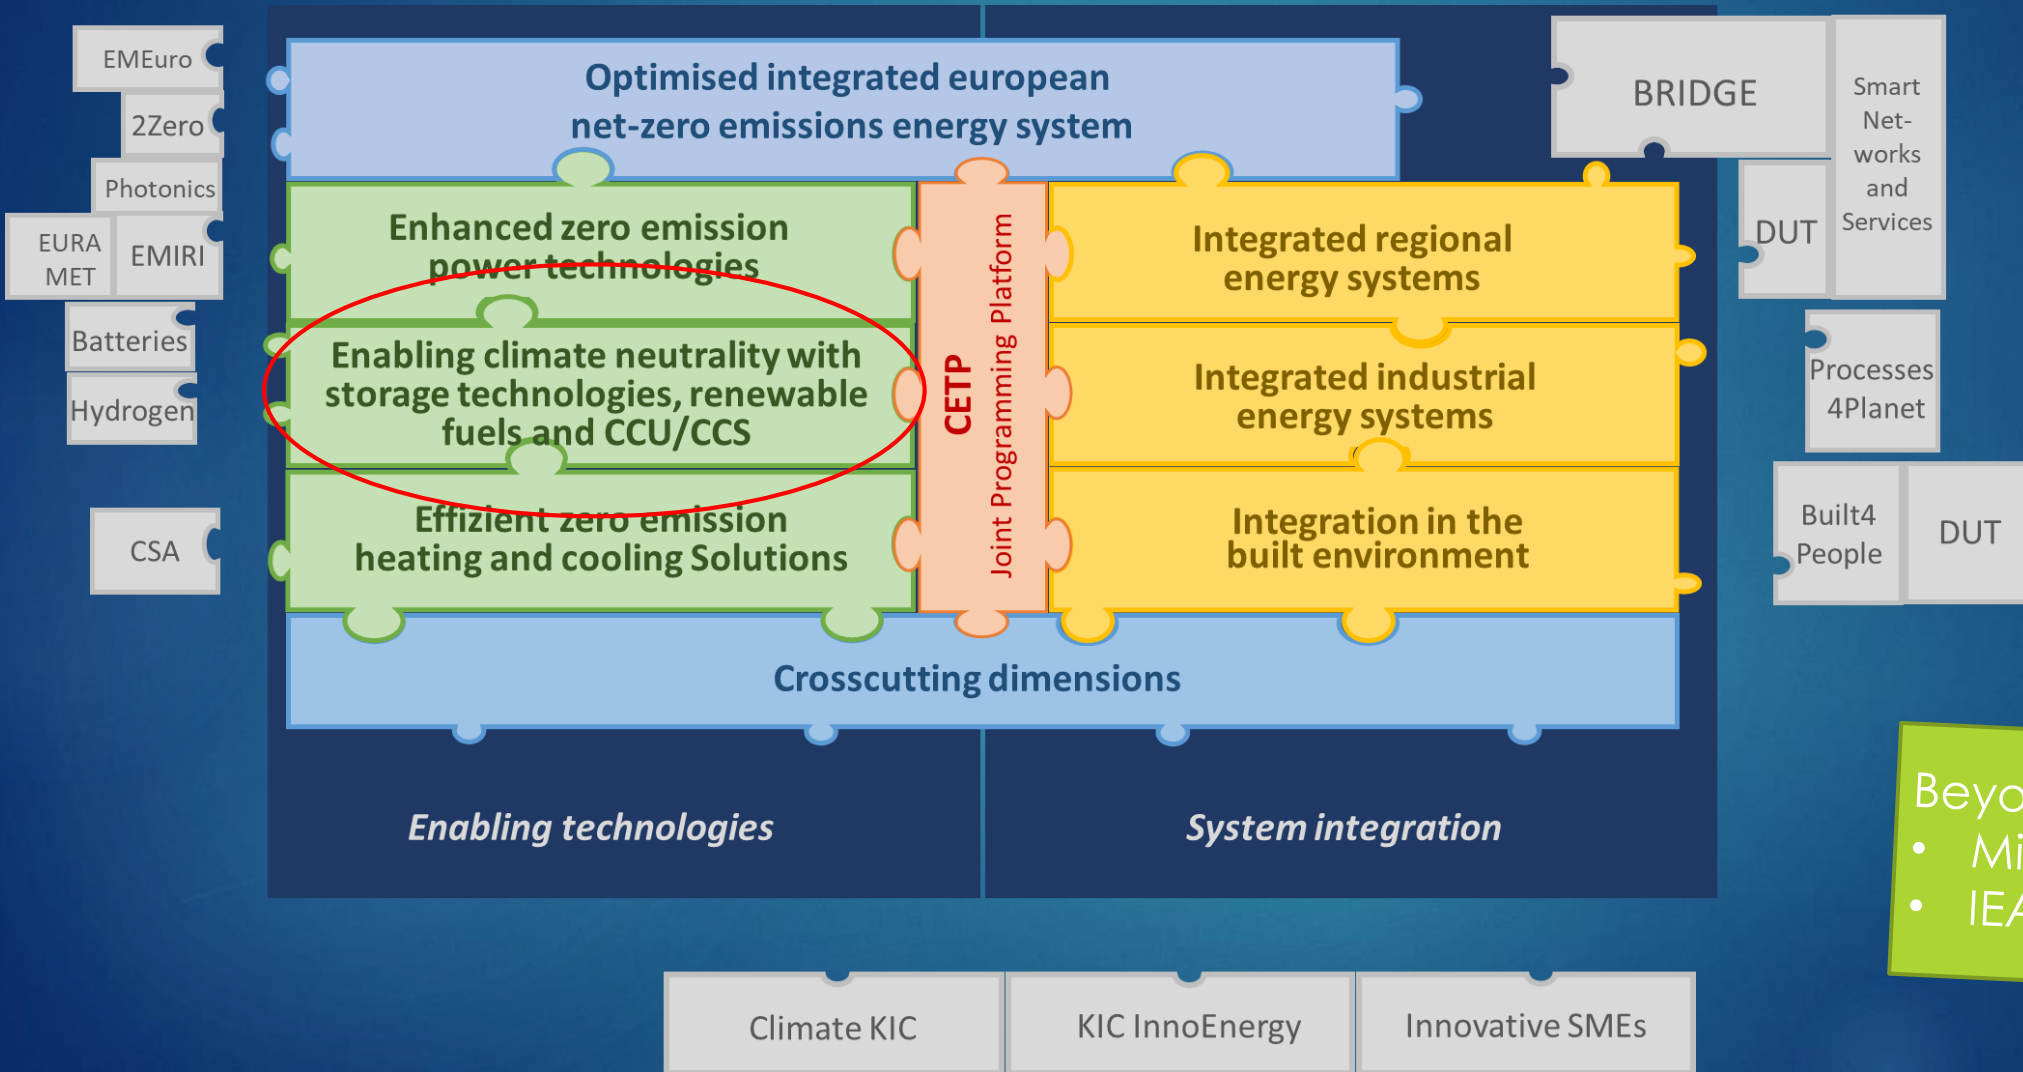 EMEuro
2Zero
Photonics
EURA
MET
EMIRI
Batteries
Hydrogen
CSA
Optimised integrated european
net-zero emissions energy system
Enhanced zero emission
power technologies
Enabling climate neutrality with
storage technologies, renewable
fuels and CCU/CCS
Effizient zero emission
heating and cooling Solutions
CETP
Joint Programming Platform
Integrated regional
energy systems
Integrated industrial
energy systems
Integration in the
built environment
Crosscutting dimensions
Enabling technologies
System integration
BRIDGE
Smart
Net-
works
and
Services
DUT
Processes
4Planet
Built4
People
DUT
Climate KIC
KIC InnoEnergy
Innovative SMEs